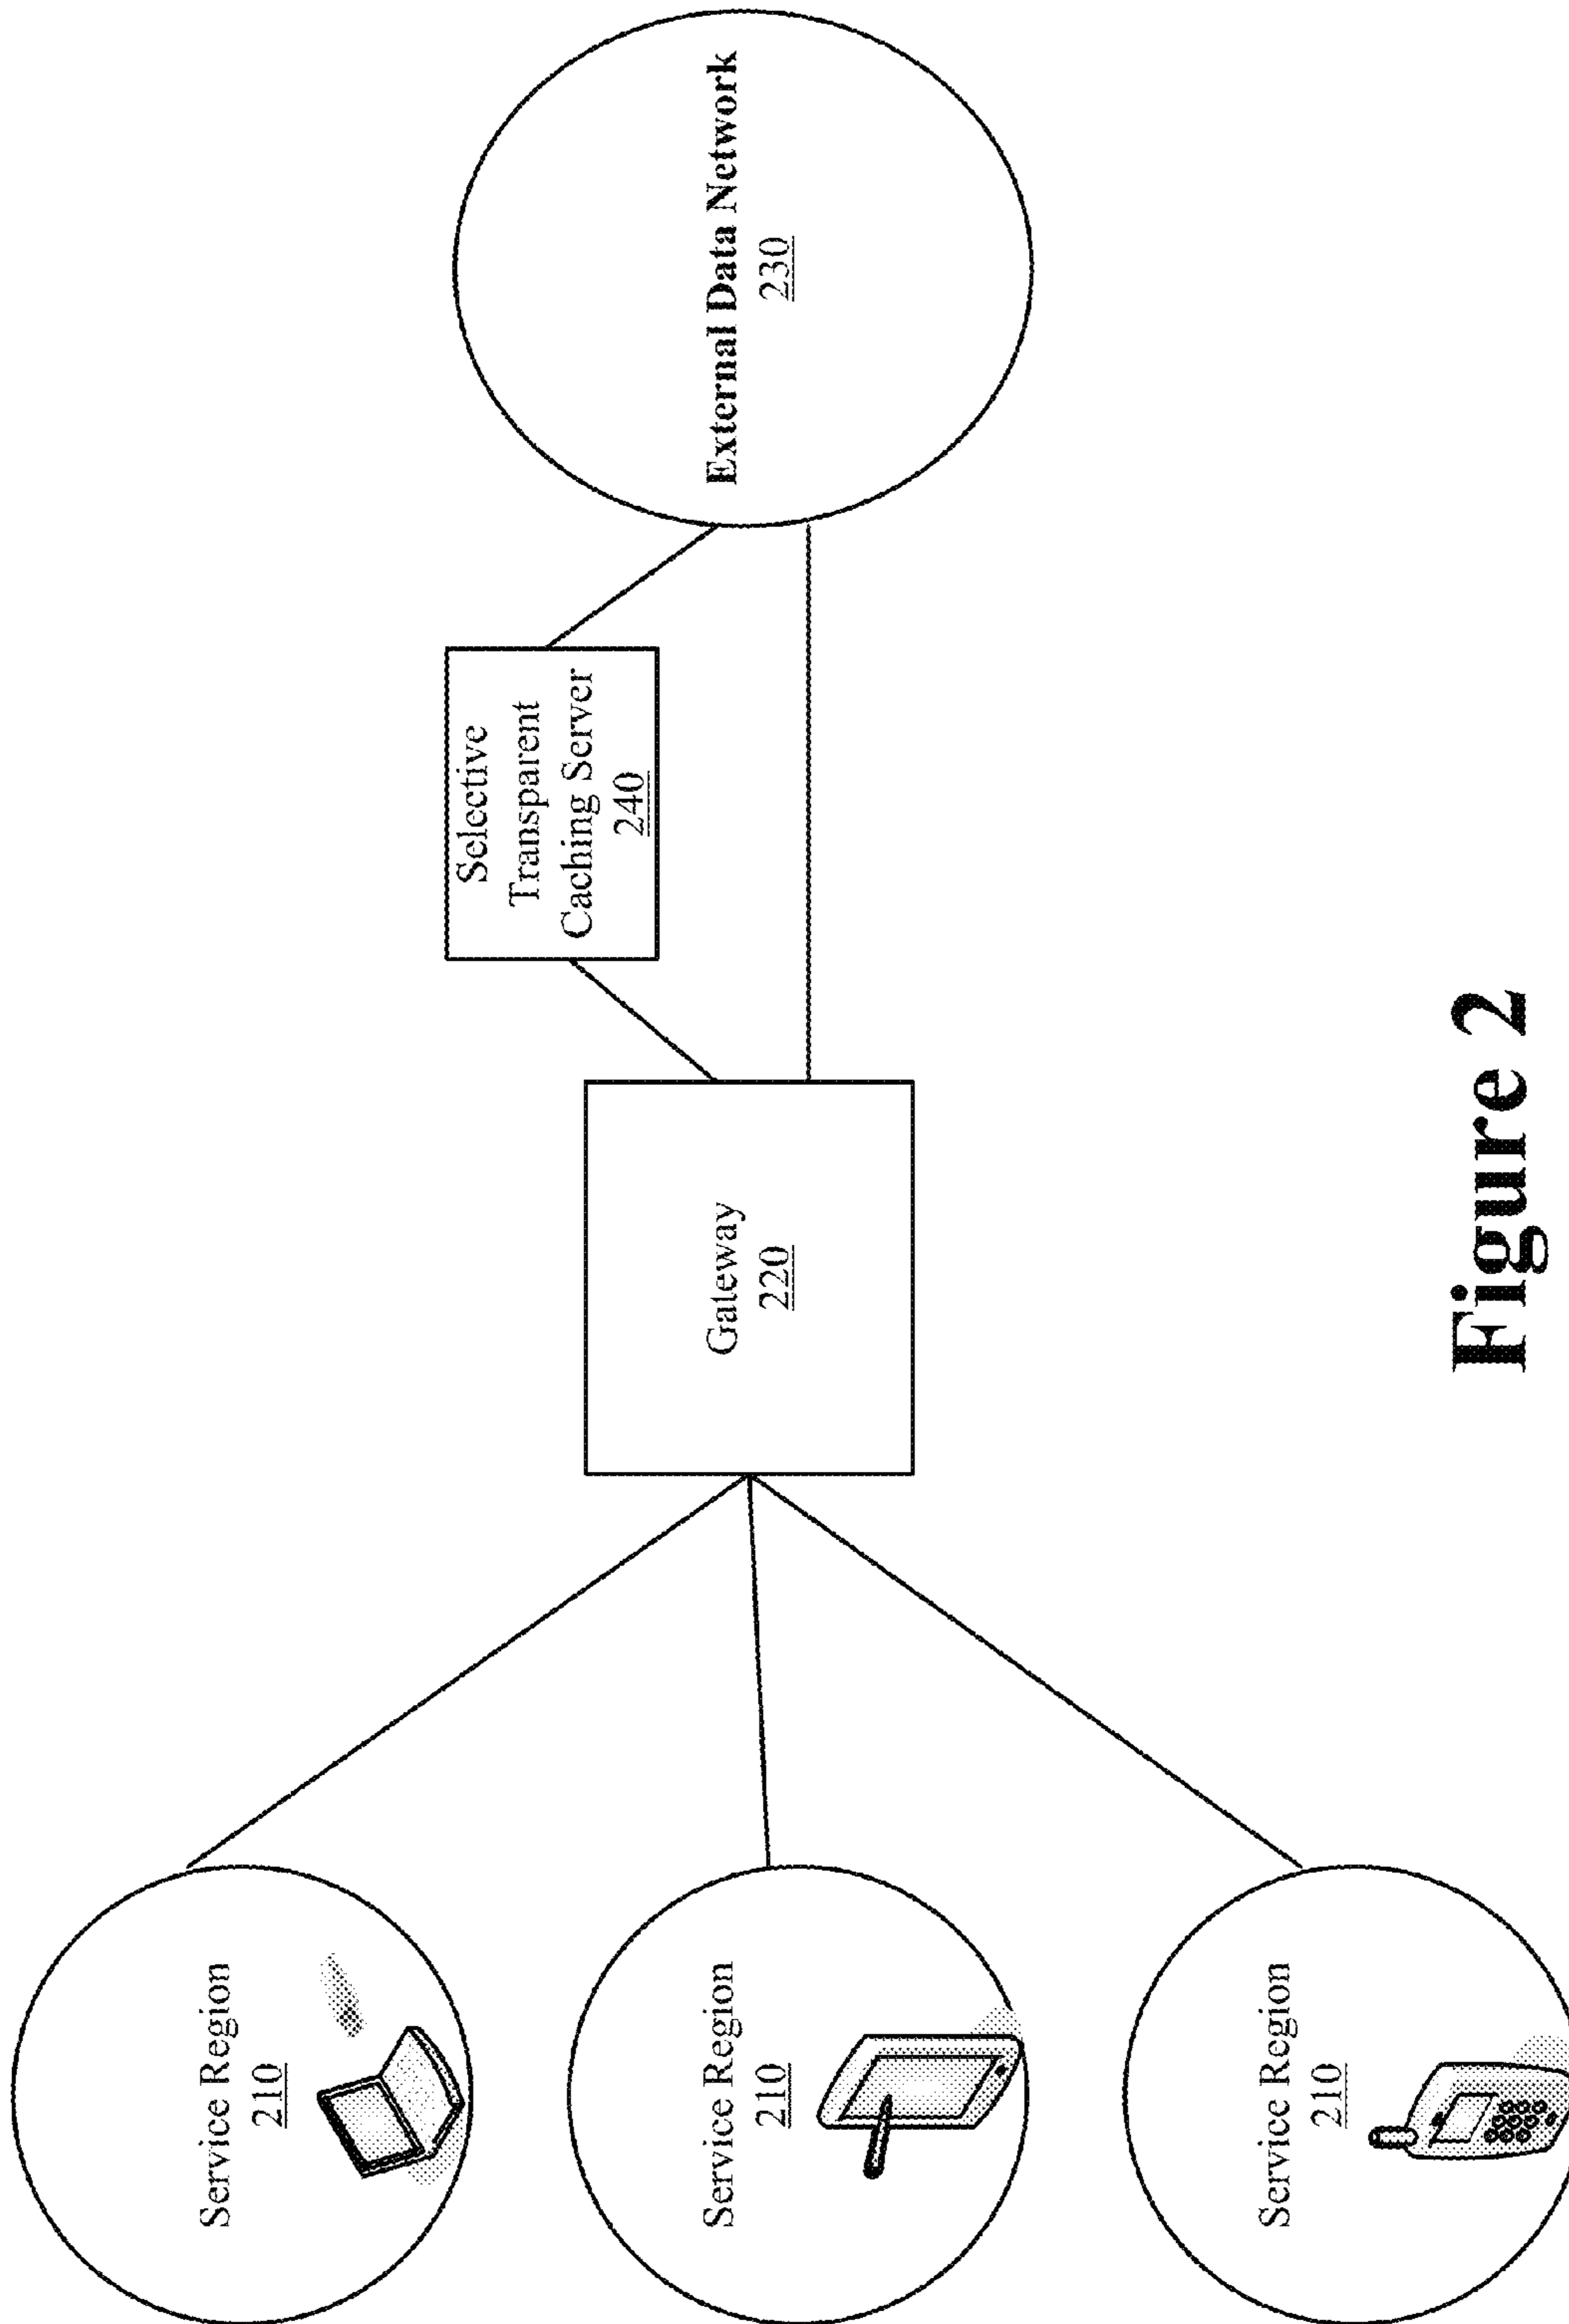 Service Region
210
Service Region
210
Service Region
210
Gateway
220
Selective
Transparent
Caching Server
240
External Data Network
230
Figure 2